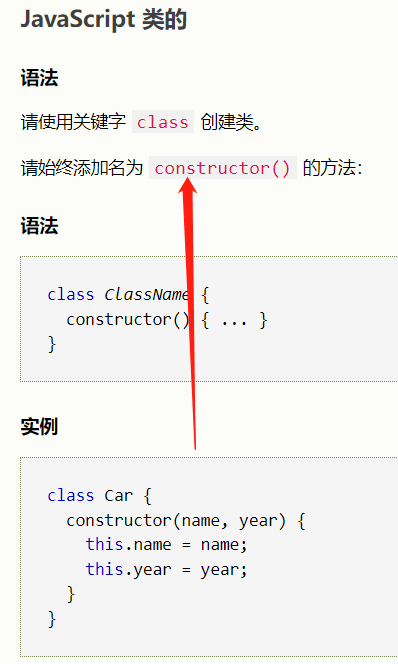 JavaScript 类的
语法
请使用关键字 class 创建类。
请始终添加名为 constructor() 的方法：
语法
class ClassName {
  constructor() { ... }
}
实例
class Car {
  constructor(name, year) {
    this.name = name;
    this.year = year;
  }
}